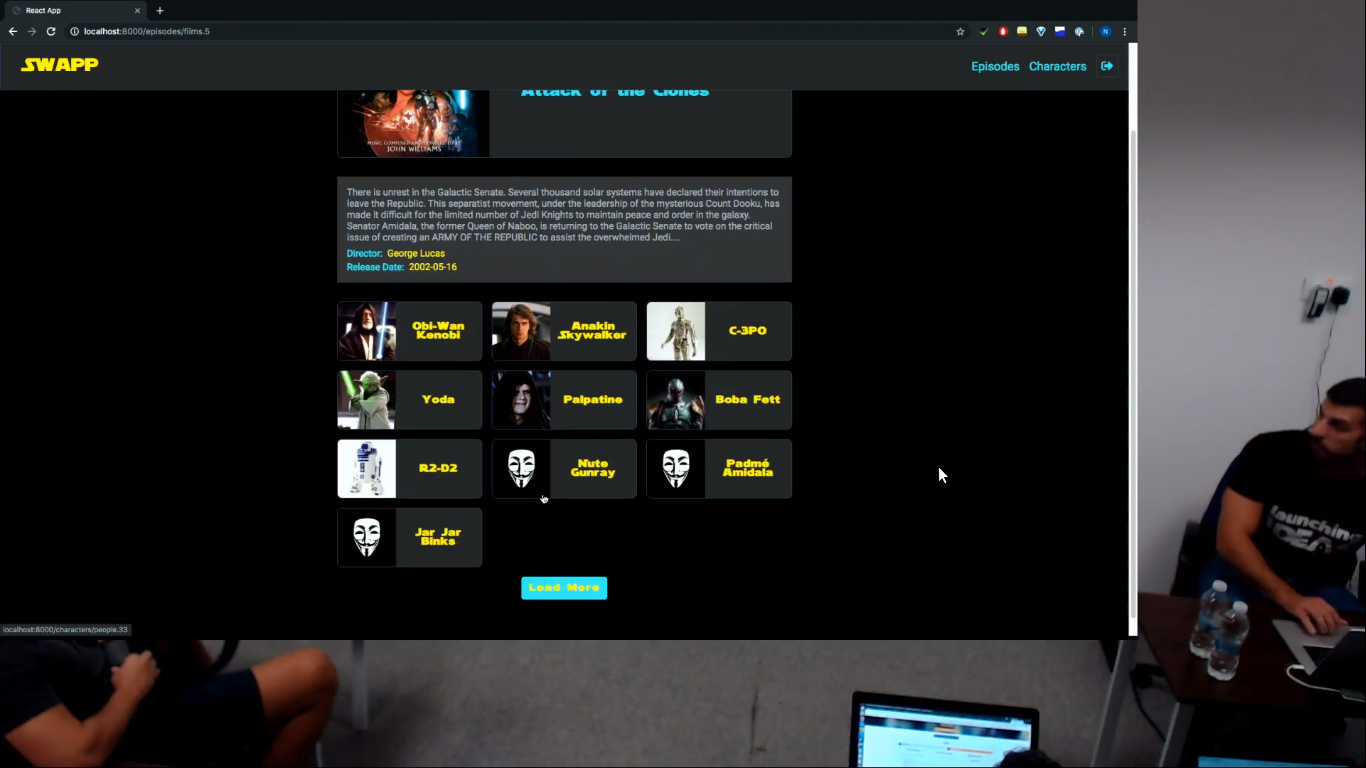 React App
localhost:8000/episodes/films.5
N
SWAPP
Episodes Characters
Attack of the Clones
MUSIC COMPOSED AND CONDUCTED BY
JOHN WILLIAMS
There is unrest in the Galactic Senate. Several thousand solar systems have declared their intentions to
leave the Republic. This separatist movement, under the leadership of the mysterious Count Dooku, has
made it difficult for the limited number of Jedi Knights to maintain peace and order in the galaxy.
Senator Amidala, the former Queen of Naboo, is returning to the Galactic Senate to vote on the critical
issue of creating an ARMY OF THE REPUBLIC to assist the overwhelmed Jedi....
Director: George Lucas
Release Date: 2002-05-16
Obi-Wan
Kenobi
Anakin
Skywalker
C-3PO
Yoda
Palpatine
Boba Fett
R2-D2
Nute
Gunray
Padmé
Amidala
Jar Jar
Binks
Load More
localhost:8000/characters/people.33
launching